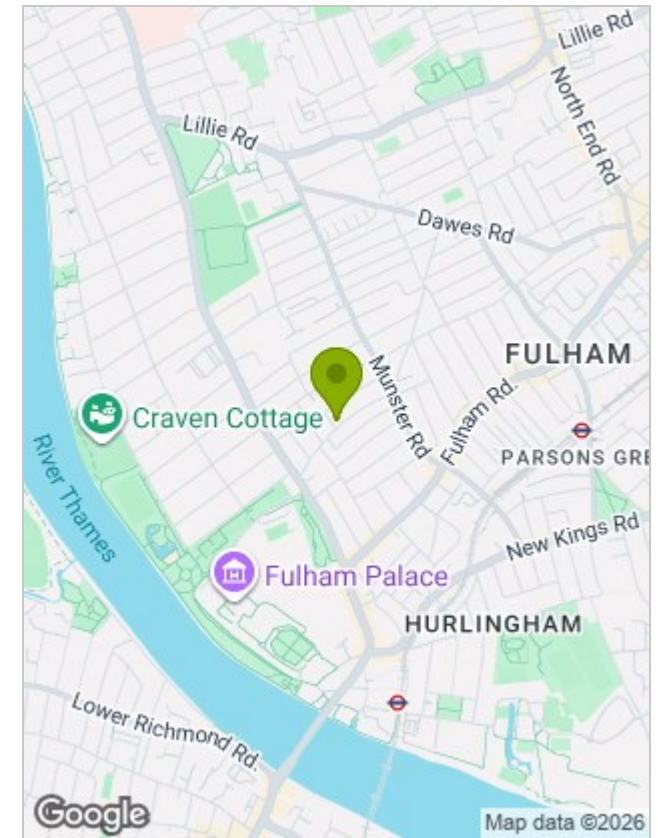 Lillie Rd
North End Rd
Lillie Rd
Dawes Rd
FULHAM
Munster Rd
Fulham Rd.
Craven Cottage
PARSONS GRE
River Thames
New Kings Rd
Fulham Palace
HURLINGHAM
Lower Richmond Rd.
Google
Map data ©2026